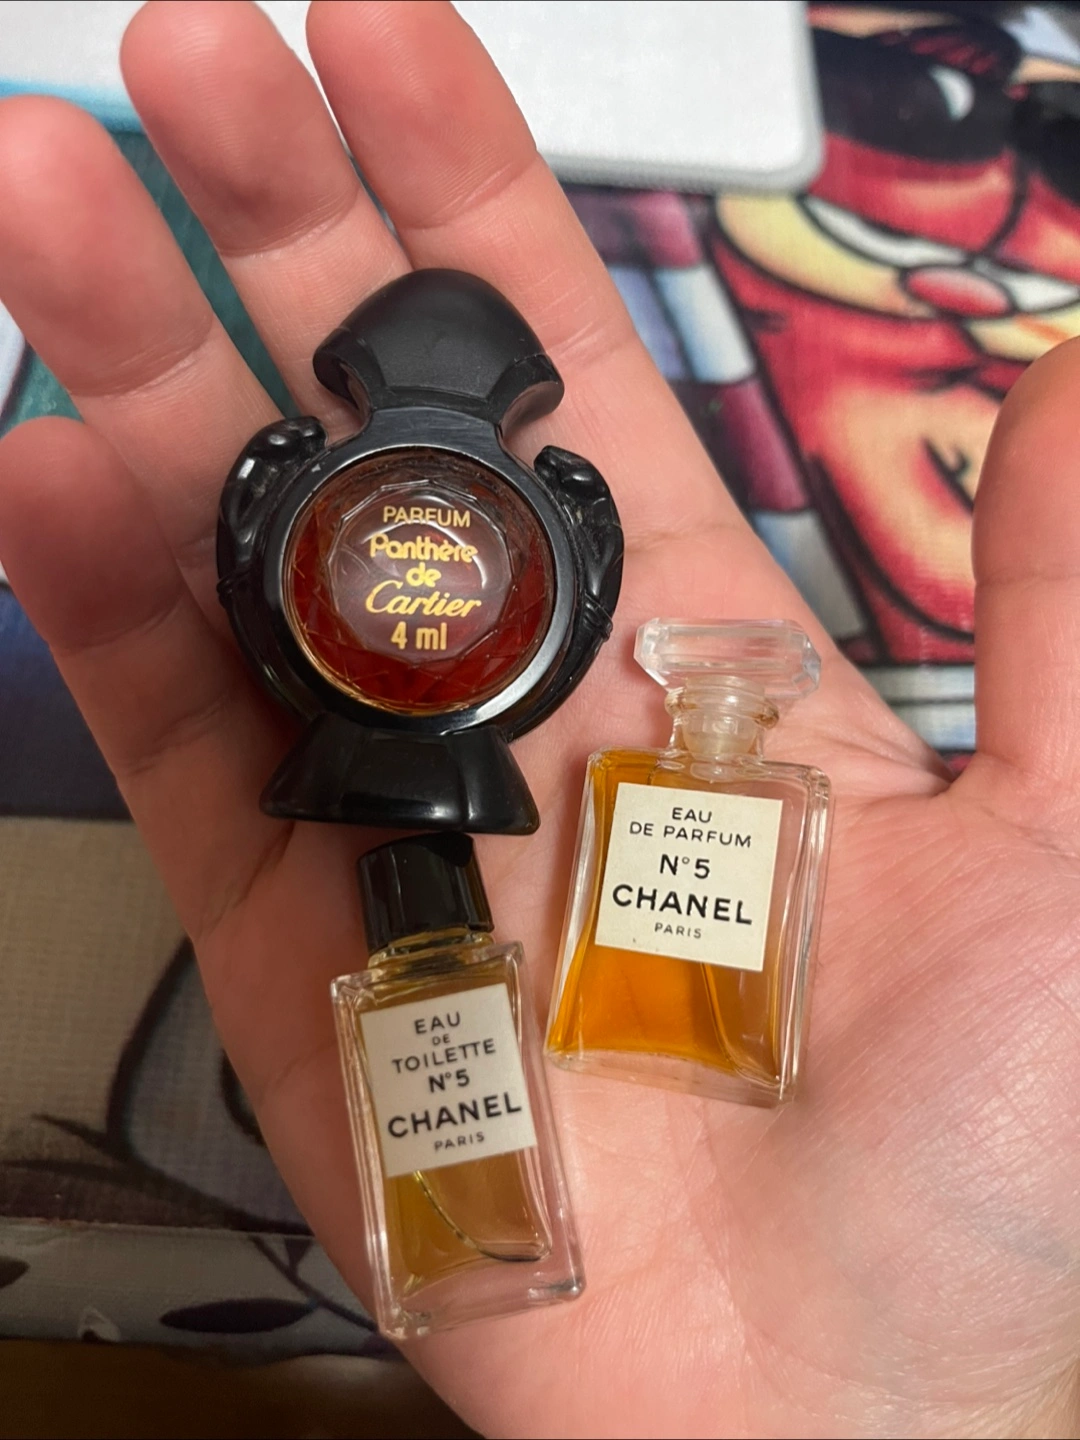 PARFUM
Panthère
de
Cartier
4 ml
EAU
DE PARFUM
N°5
CHANEL
PARIS
EAU
DE
TOILETTE
N°5
CHANEL
PARIS